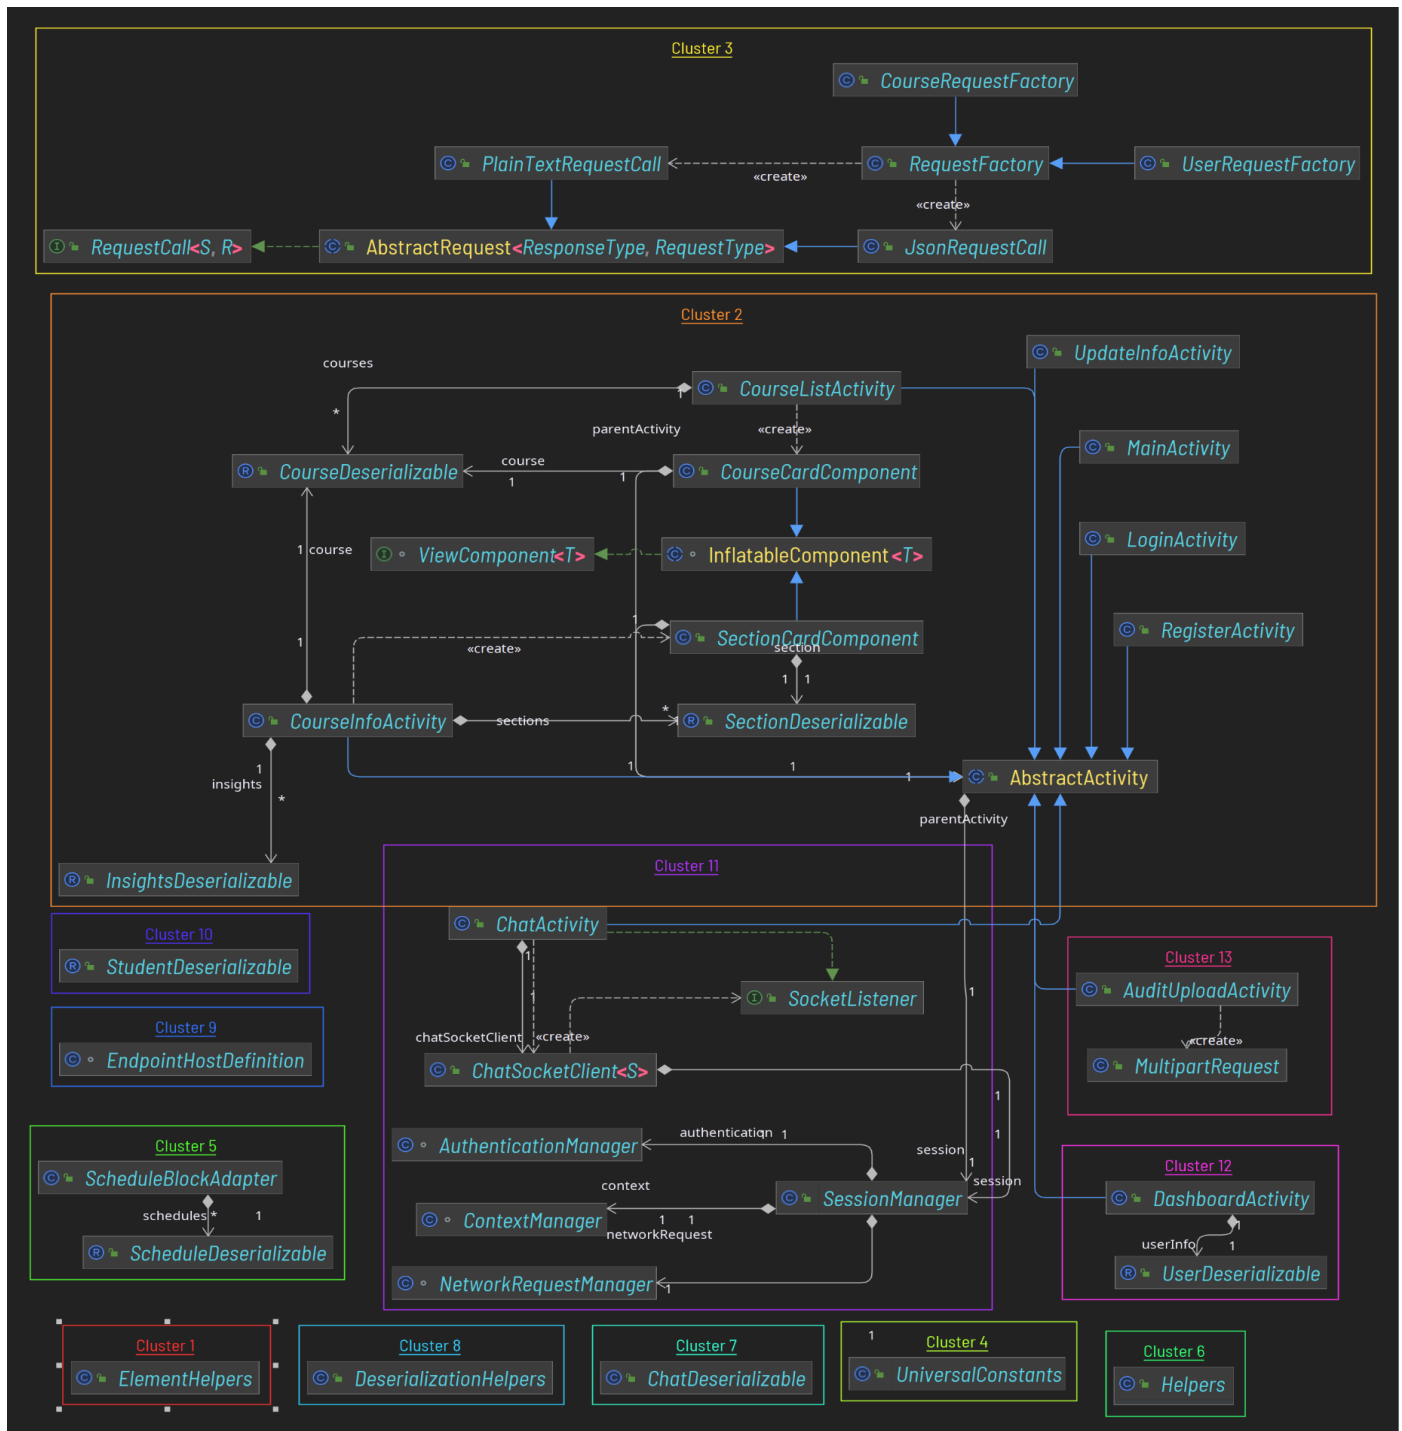 Cluster 3
CourseRequestFactory
PlainTextRequestCall
RequestFactory
UserRequestFactory
«create»
«create»
RequestCall<S, R>
AbstractRequest<ResponseType, RequestType>
JsonRequestCall
Cluster 2
UpdateInfoActivity
courses
CourseListActivity
1
*
parentActivity
«create»
MainActivity
course
CourseDeserializable
1
1
CourseCardComponent
LoginActivity
1 course
ViewComponent<T>
InflatableComponent<T>
1
RegisterActivity
1
SectionCardComponent
«create»
section
1
1
*
CourseInfoActivity
sections
SectionDeserializable
1
1
1
1
insights
*
AbstractActivity
parentActivity
Cluster 11
InsightsDeserializable
ChatActivity
Cluster 10
1
Cluster 13
StudentDeserializable
1
1
AuditUploadActivity
SocketListener
Cluster 9
chatSocketClient
«create»
«create»
EndpointHostDefinition
ChatSocketClient<S>
MultipartRequest
1
authentication
1
1
Cluster 5
AuthenticationManager
session
1
Cluster 12
ScheduleBlockAdapter
context
session
SessionManager
DashboardActivity
schedules
*
1
ContextManager
1
1
networkRequest
1
userInfo
1
ScheduleDeserializable
NetworkRequestManager
1
UserDeserializable
Cluster 1
Cluster 8
Cluster 7
1
Cluster 4
Cluster 6
ElementHelpers
DeserializationHelpers
ChatDeserializable
UniversalConstants
Helpers